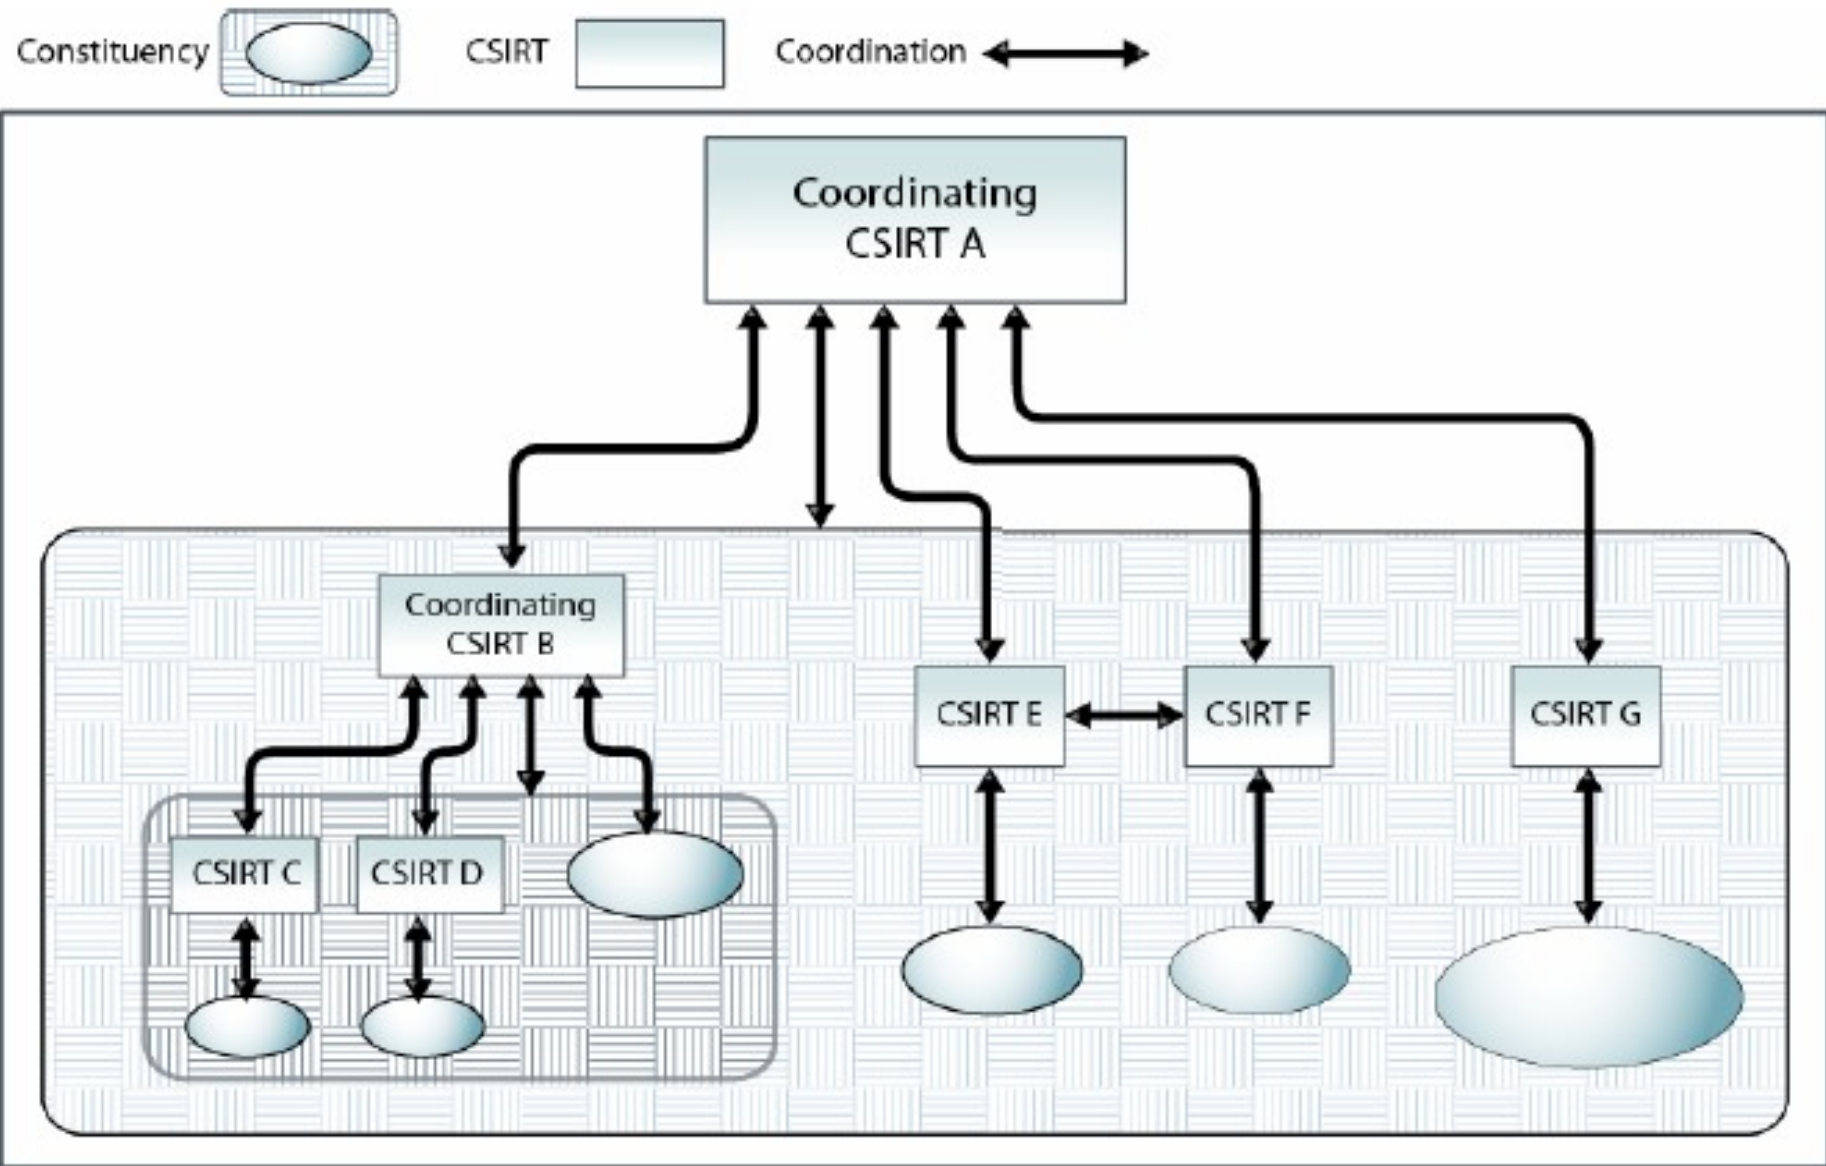 Constituency
CSIRT
Coordination
Coordinating
CSIRT A
Coordinating
CSIRT B
CSIRT E
CSIRT F
CSIRT G
CSIRT C
CSIRT D